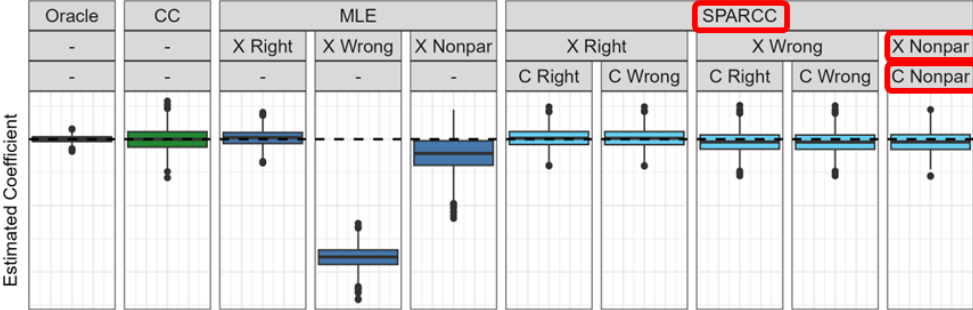 Oracle CC MLE SPARCC
- - X Right X Wrong X Nonpar X Right X Wrong X Nonpar
- - - - - C Right C Wrong C Right C Wrong C Nonpar
Estimated Coefficient